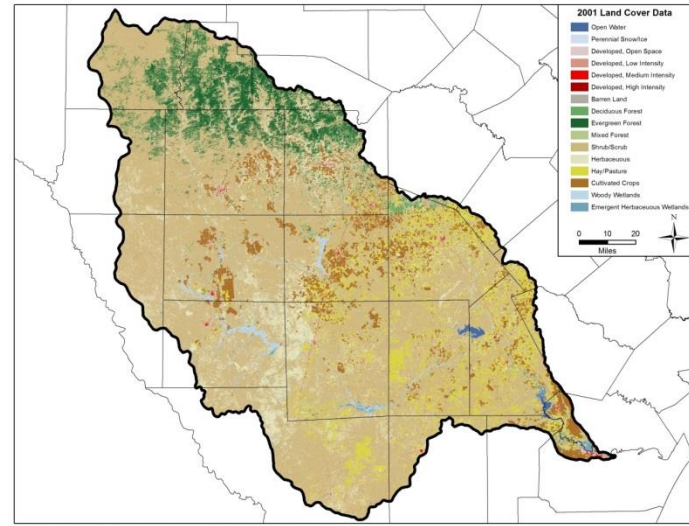 2001 Land Cover Data
Open Water
Perennial Snow/Ice
Developed, Open Space
Developed, Low Intensity
Developed, Medium Intensity
Developed, High Intensity
Barren Land
Deciduous Forest
Evergreen Forest
Mixed Forest
Shrub/Scrub
Herbaceous
Hay/Pasture
Cultivated Crops
Woody Wetlands
Emergent Herbaceuous Wetlands
N
0 10 20
Miles